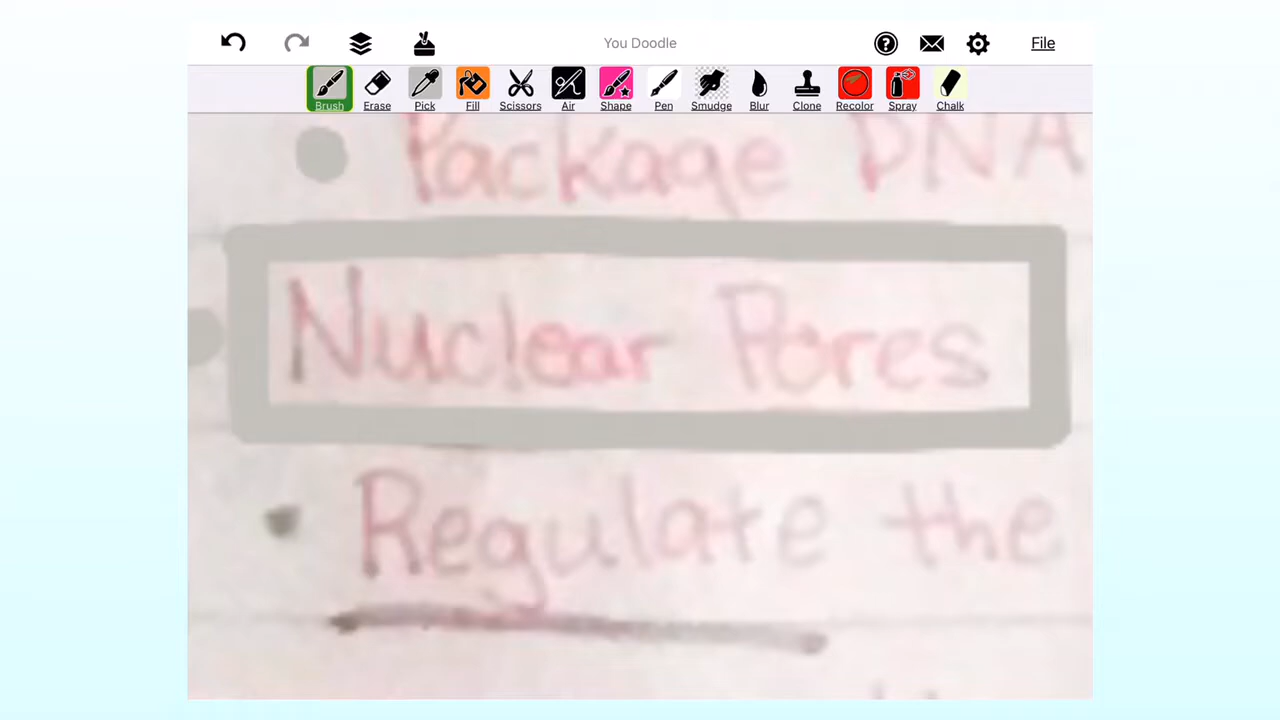 You Doodle
File
Brush Erase Pick Fill Scissors Air Shape Pen Smudge Blur Clone Recolor Spray Chalk
Package DNA
Nuclear Pores
Regulate the